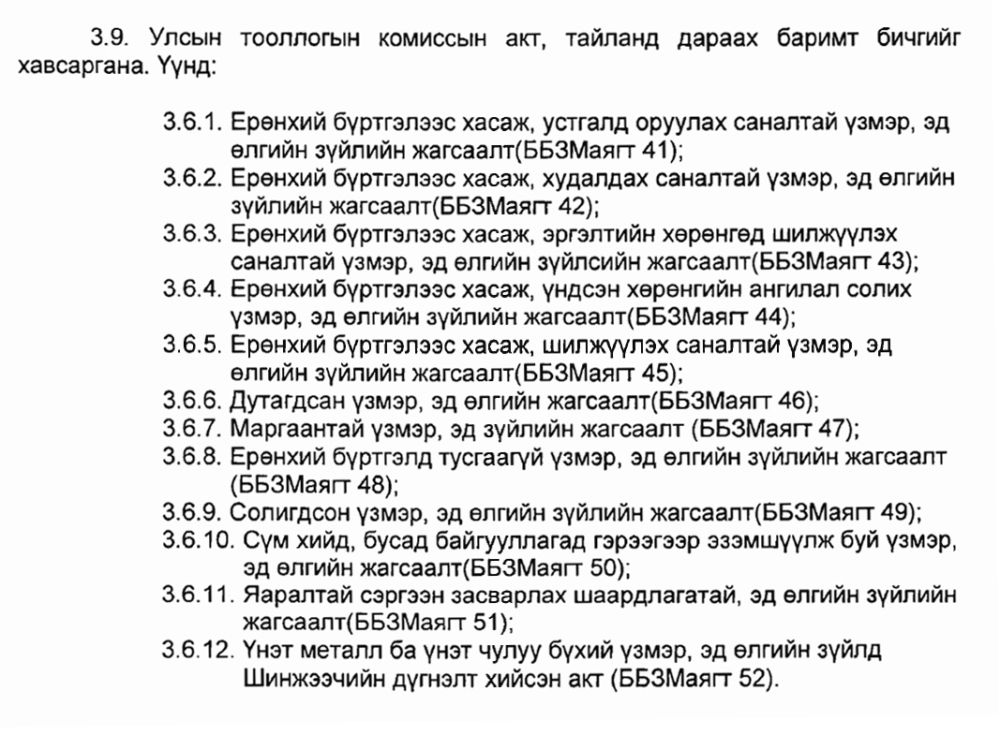 3.9. Улсын тооллогын комиссын акт, тайланд дараах баримт бичгийг
хавсаргана. Үүнд:
3.6.1. Ерөнхий бүртгэлээс хасаж, устгалд оруулах саналтай үзмэр, эд
өлгийн зүйлийн жагсаалт(ББЗМаягт 41);
3.6.2. Ерөнхий бүртгэлээс хасаж, худалдах саналтай үзмэр, эд өлгийн
зүйлийн жагсаалт(ББЗМаягт 42);
3.6.3. Ерөнхий бүртгэлээс хасаж, эргэлтийн хөрөнгөд шилжүүлэх
саналтай үзмэр, эд өлгийн зүйлсийн жагсаалт(ББЗМаягт 43);
3.6.4. Ерөнхий бүртгэлээс хасаж, үндсэн хөрөнгийн ангилал солих
үзмэр, эд өлгийн зүйлийн жагсаалт(ББЗМаягт 44);
3.6.5. Ерөнхий бүртгэлээс хасаж, шилжүүлэх саналтай үзмэр, эд
өлгийн зүйлийн жагсаалт(ББЗМаягт 45);
3.6.6. Дутагдсан үзмэр, эд өлгийн жагсаалт(ББЗМаягт 46);
3.6.7. Маргаантай үзмэр, эд зүйлийн жагсаалт (ББЗМаягт 47);
3.6.8. Ерөнхий бүртгэлд тусгаагүй үзмэр, эд өлгийн зүйлийн жагсаалт
(ББЗМаягт 48);
3.6.9. Солигдсон үзмэр, эд өлгийн зүйлийн жагсаалт(ББЗМаягт 49);
3.6.10. Сүм хийд, бусад байгууллагад гэрээгээр эзэмшүүлж буй үзмэр,
эд өлгийн жагсаалт(ББЗМаягт 50);
3.6.11. Яаралтай сэргээн засварлах шаардлагатай, эд өлгийн зүйлийн
жагсаалт(ББЗМаягт 51);
3.6.12. Үнэт металл ба үнэт чулуу бүхий үзмэр, эд өлгийн зүйлд
Шинжээчийн дүгнэлт хийсэн акт (ББЗМаягт 52).